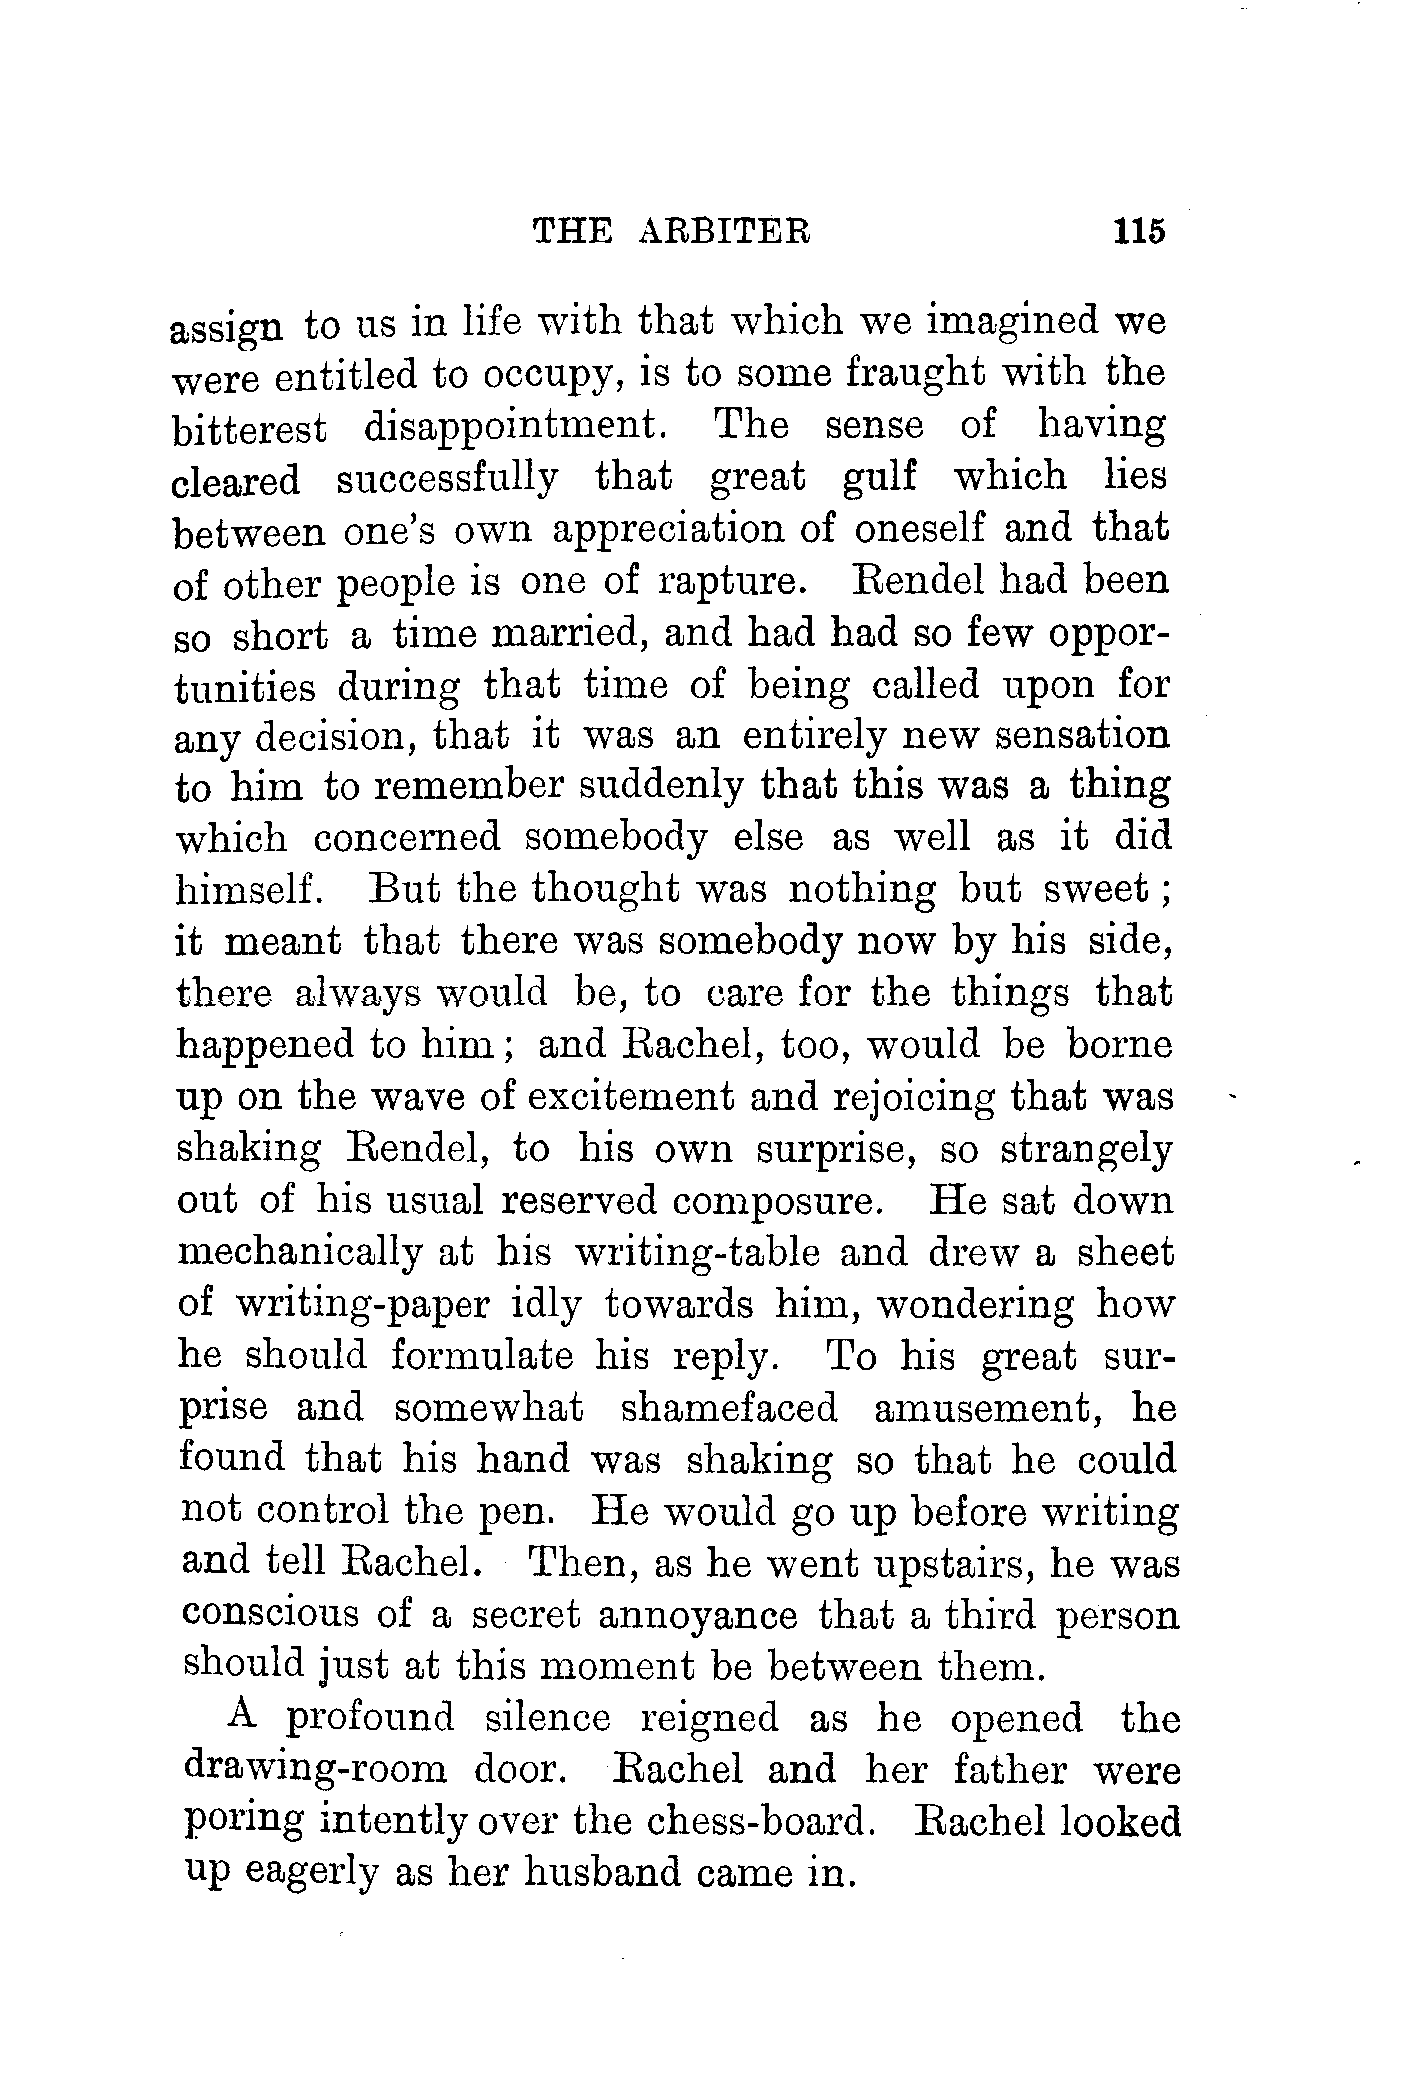 THE ARBITER 115
assign to us in life with that which we imagined we
were entitled to occupy, is to some fraught with the
bitterest disappointment. The sense of having
cleared successfully that great gulf which lies
between one's own appreciation of oneself and that
of other people is one of rapture. Rendel had been
so short a time married, and had had so few oppor-
tunities during that time of being called upon for
any decision, that it was an entirely new sensation
to him to remember suddenly that this was a thing
which concerned somebody else as well as it did
himself. But the thought was nothing but sweet ;
it meant that there was somebody now by his side,
there always would be, to care for the things that
happened to him ; and Rachel, too, would be borne
up on the wave of excitement and rejoicing that was
shaking Rendel, to his own surprise, so strangely
out of his usual reserved composure. He sat down
mechanically at his writing-table and drew a sheet
of writing-paper idly towards him, wondering how
he should formulate his reply. To his great sur-
prise and somewhat shamefaced amusement, he
found that his hand was shaking so that he could
not control the pen. He would go up before writing
and tell Rachel. Then, as he went upstairs, he was
conscious of a secret annoyance that a third person
should just at this moment be between them.
A profound silence reigned as he opened the
drawing-room door. Rachel and her father were
poring intently over the chess-board. Rachel looked
up eagerly as her husband came in.